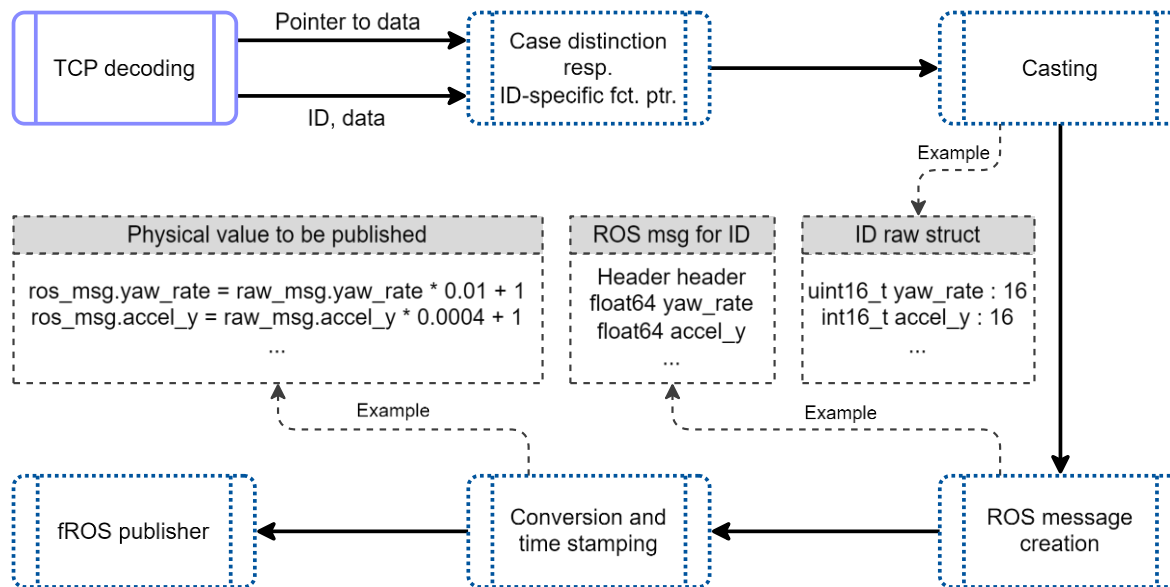 TCP decoding
Pointer to data
ID, data
Case distinction
resp.
ID-specific fct. ptr.
Casting
Example
Physical value to be published
ros_msg.yaw_rate = raw_msg.yaw_rate * 0.01 + 1
ros_msg.accel_y = raw_msg.accel_y * 0.0004 + 1
...
ROS msg for ID
Header header
float64 yaw_rate
float64 accel_y
...
ID raw struct
uint16_t yaw_rate : 16
int16_t accel_y : 16
...
Example
Example
fROS publisher
Conversion and
time stamping
ROS message
creation